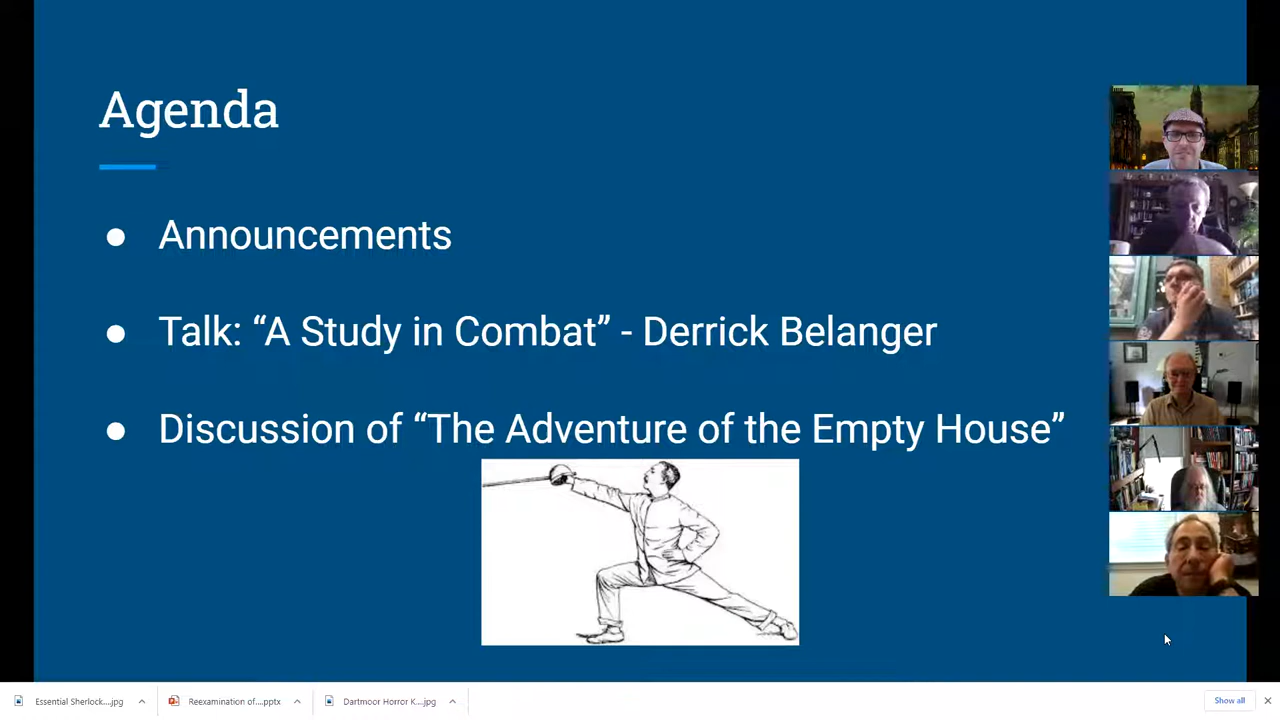 Agenda
● Announcements
● Talk: “A Study in Combat” - Derrick Belanger
● Discussion of “The Adventure of the Empty House”
Essential Sherlock....jpg
Reexamination of....pptx
Dartmoor Horror K....jpg
Show all